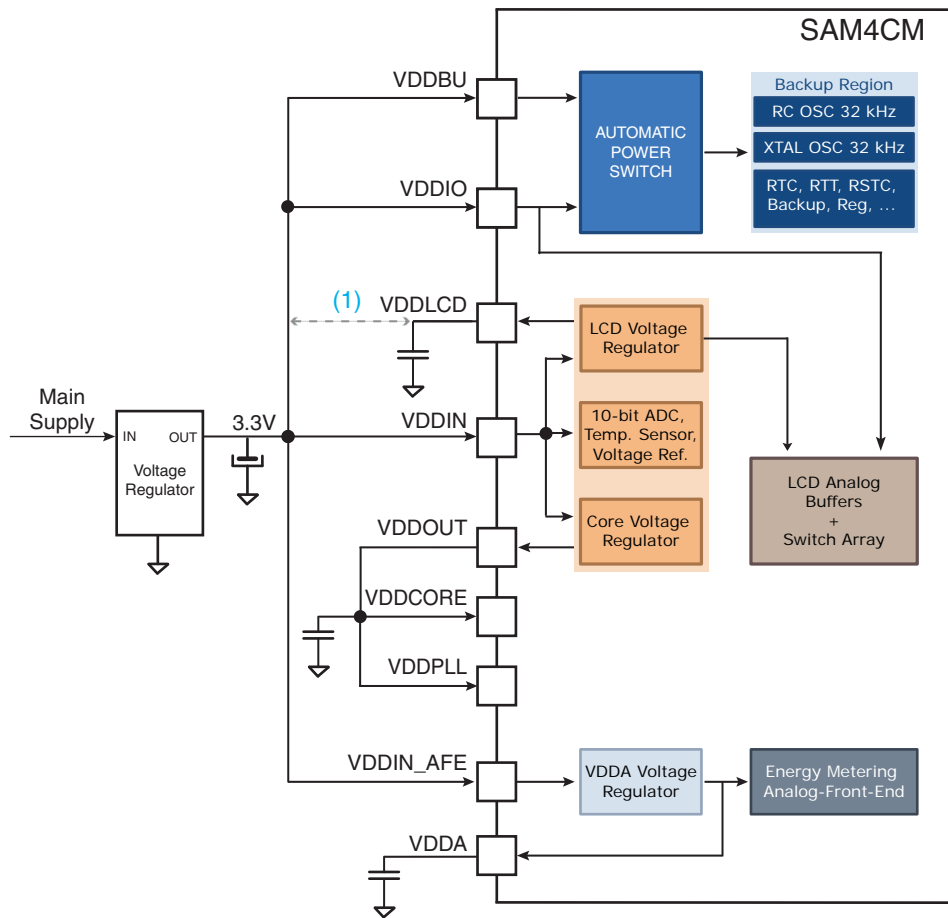 SAM4CM
VDDBU
AUTOMATIC
POWER
SWITCH
Backup Region
RC OSC 32 kHz
XTAL OSC 32 kHz
RTC, RTT, RSTC,
Backup, Reg, ...
VDDIO
(1)
VDDLCD
LCD Voltage
Regulator
Main
Supply
IN
OUT
Voltage
Regulator
3.3V
VDDIN
10-bit ADC,
Temp. Sensor,
Voltage Ref.
LCD Analog
Buffers
+
Switch Array
VDDOUT
Core Voltage
Regulator
VDDCORE
VDDPLL
VDDIN_AFE
VDDA Voltage
Regulator
Energy Metering
Analog-Front-End
VDDA